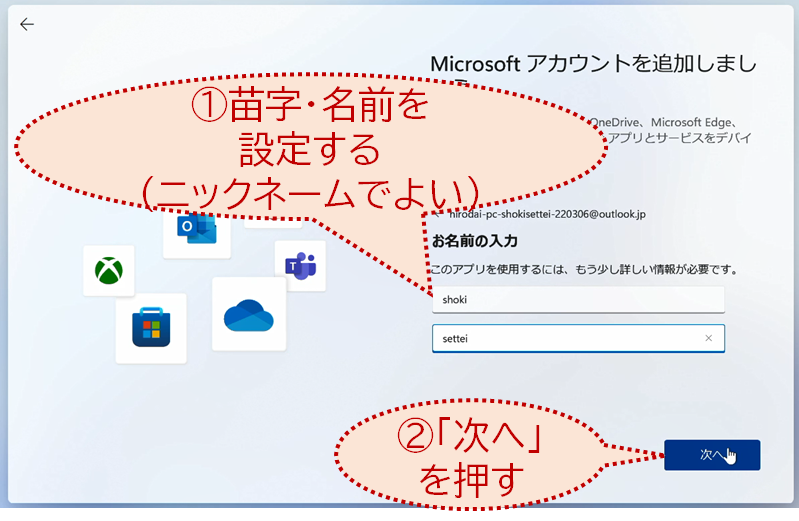 Microsoft アカウントを追加しまし
①苗字・名前を
設定する
(ニックネームでよい)
OneDrive、Microsoft Edge、
アプリとサービスをデバイ
hirodai-pc-shokisettei-220306@outlook.jp
お名前の入力
このアプリを使用するには、もう少し詳しい情報が必要です。
shoki
settei
②「次へ」
を押す
次へ